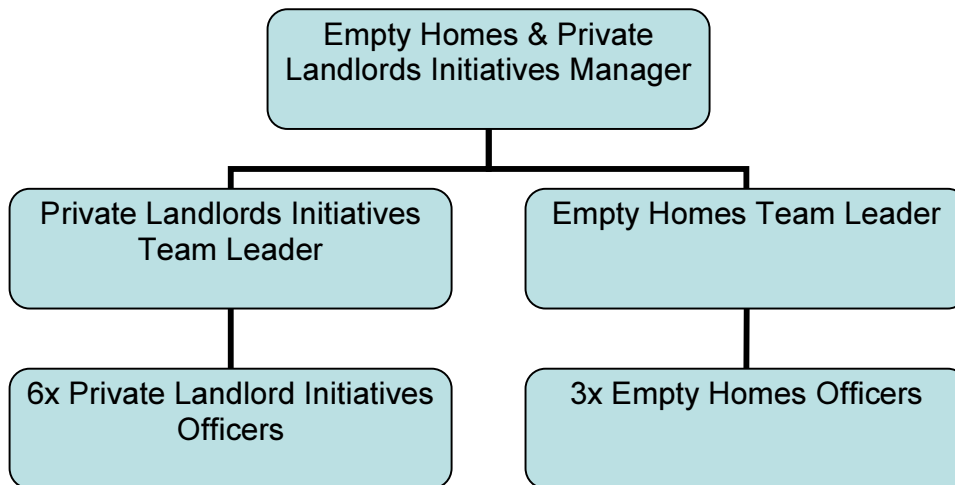 Empty Homes & Private
Landlords Initiatives Manager
Private Landlords Initiatives
Team Leader
Empty Homes Team Leader
6x Private Landlord Initiatives
Officers
3x Empty Homes Officers